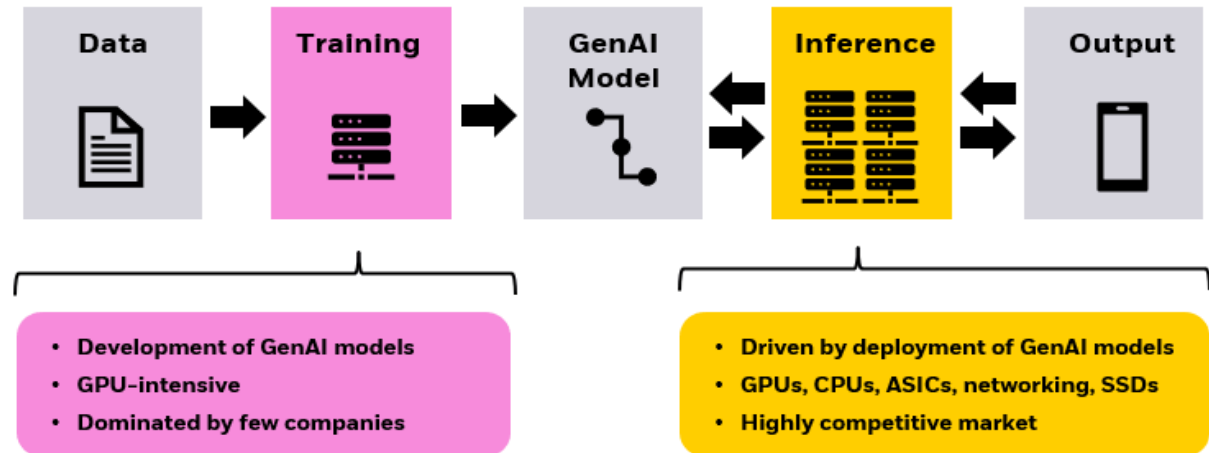 Data
Training
GenAI
Model
Inference
Output
• Development of GenAI models
• GPU-intensive
• Dominated by few companies
• Driven by deployment of GenAI models
• GPUs, CPUs, ASICs, networking, SSDs
• Highly competitive market